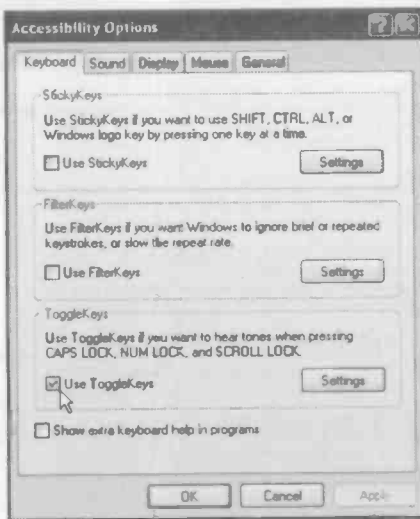 Accessibility Options
Keyboard Sound Display Mouse General
StickyKeys
Use StickyKeys if you want to use SHIFT, CTRL, ALT, or
Windows logo key by pressing one key at a time.
Use StickyKeys Settings
FilterKeys
Use FilterKeys if you want Windows to ignore brief or repeated
keystrokes, or slow the repeat rate.
Use FilterKeys Settings
ToggleKeys
Use ToggleKeys if you want to hear tones when pressing
CAPS LOCK, NUM LOCK, and SCROLL LOCK
Use ToggleKeys Settings
Show extra keyboard help in programs
OK Cancel Apply